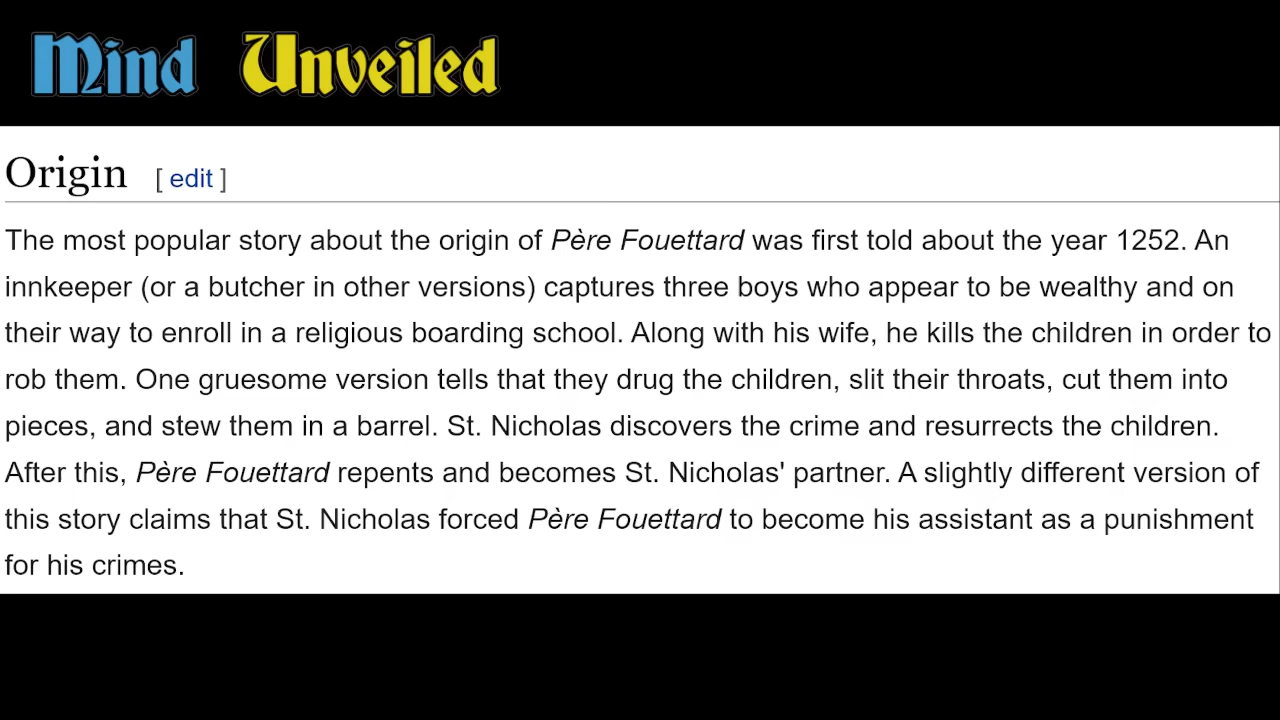 Mind Unveiled
Origin [ edit ]
The most popular story about the origin of Père Fouettard was first told about the year 1252. An
innkeeper (or a butcher in other versions) captures three boys who appear to be wealthy and on
their way to enroll in a religious boarding school. Along with his wife, he kills the children in order to
rob them. One gruesome version tells that they drug the children, slit their throats, cut them into
pieces, and stew them in a barrel. St. Nicholas discovers the crime and resurrects the children.
After this, Père Fouettard repents and becomes St. Nicholas' partner. A slightly different version of
this story claims that St. Nicholas forced Père Fouettard to become his assistant as a punishment
for his crimes.